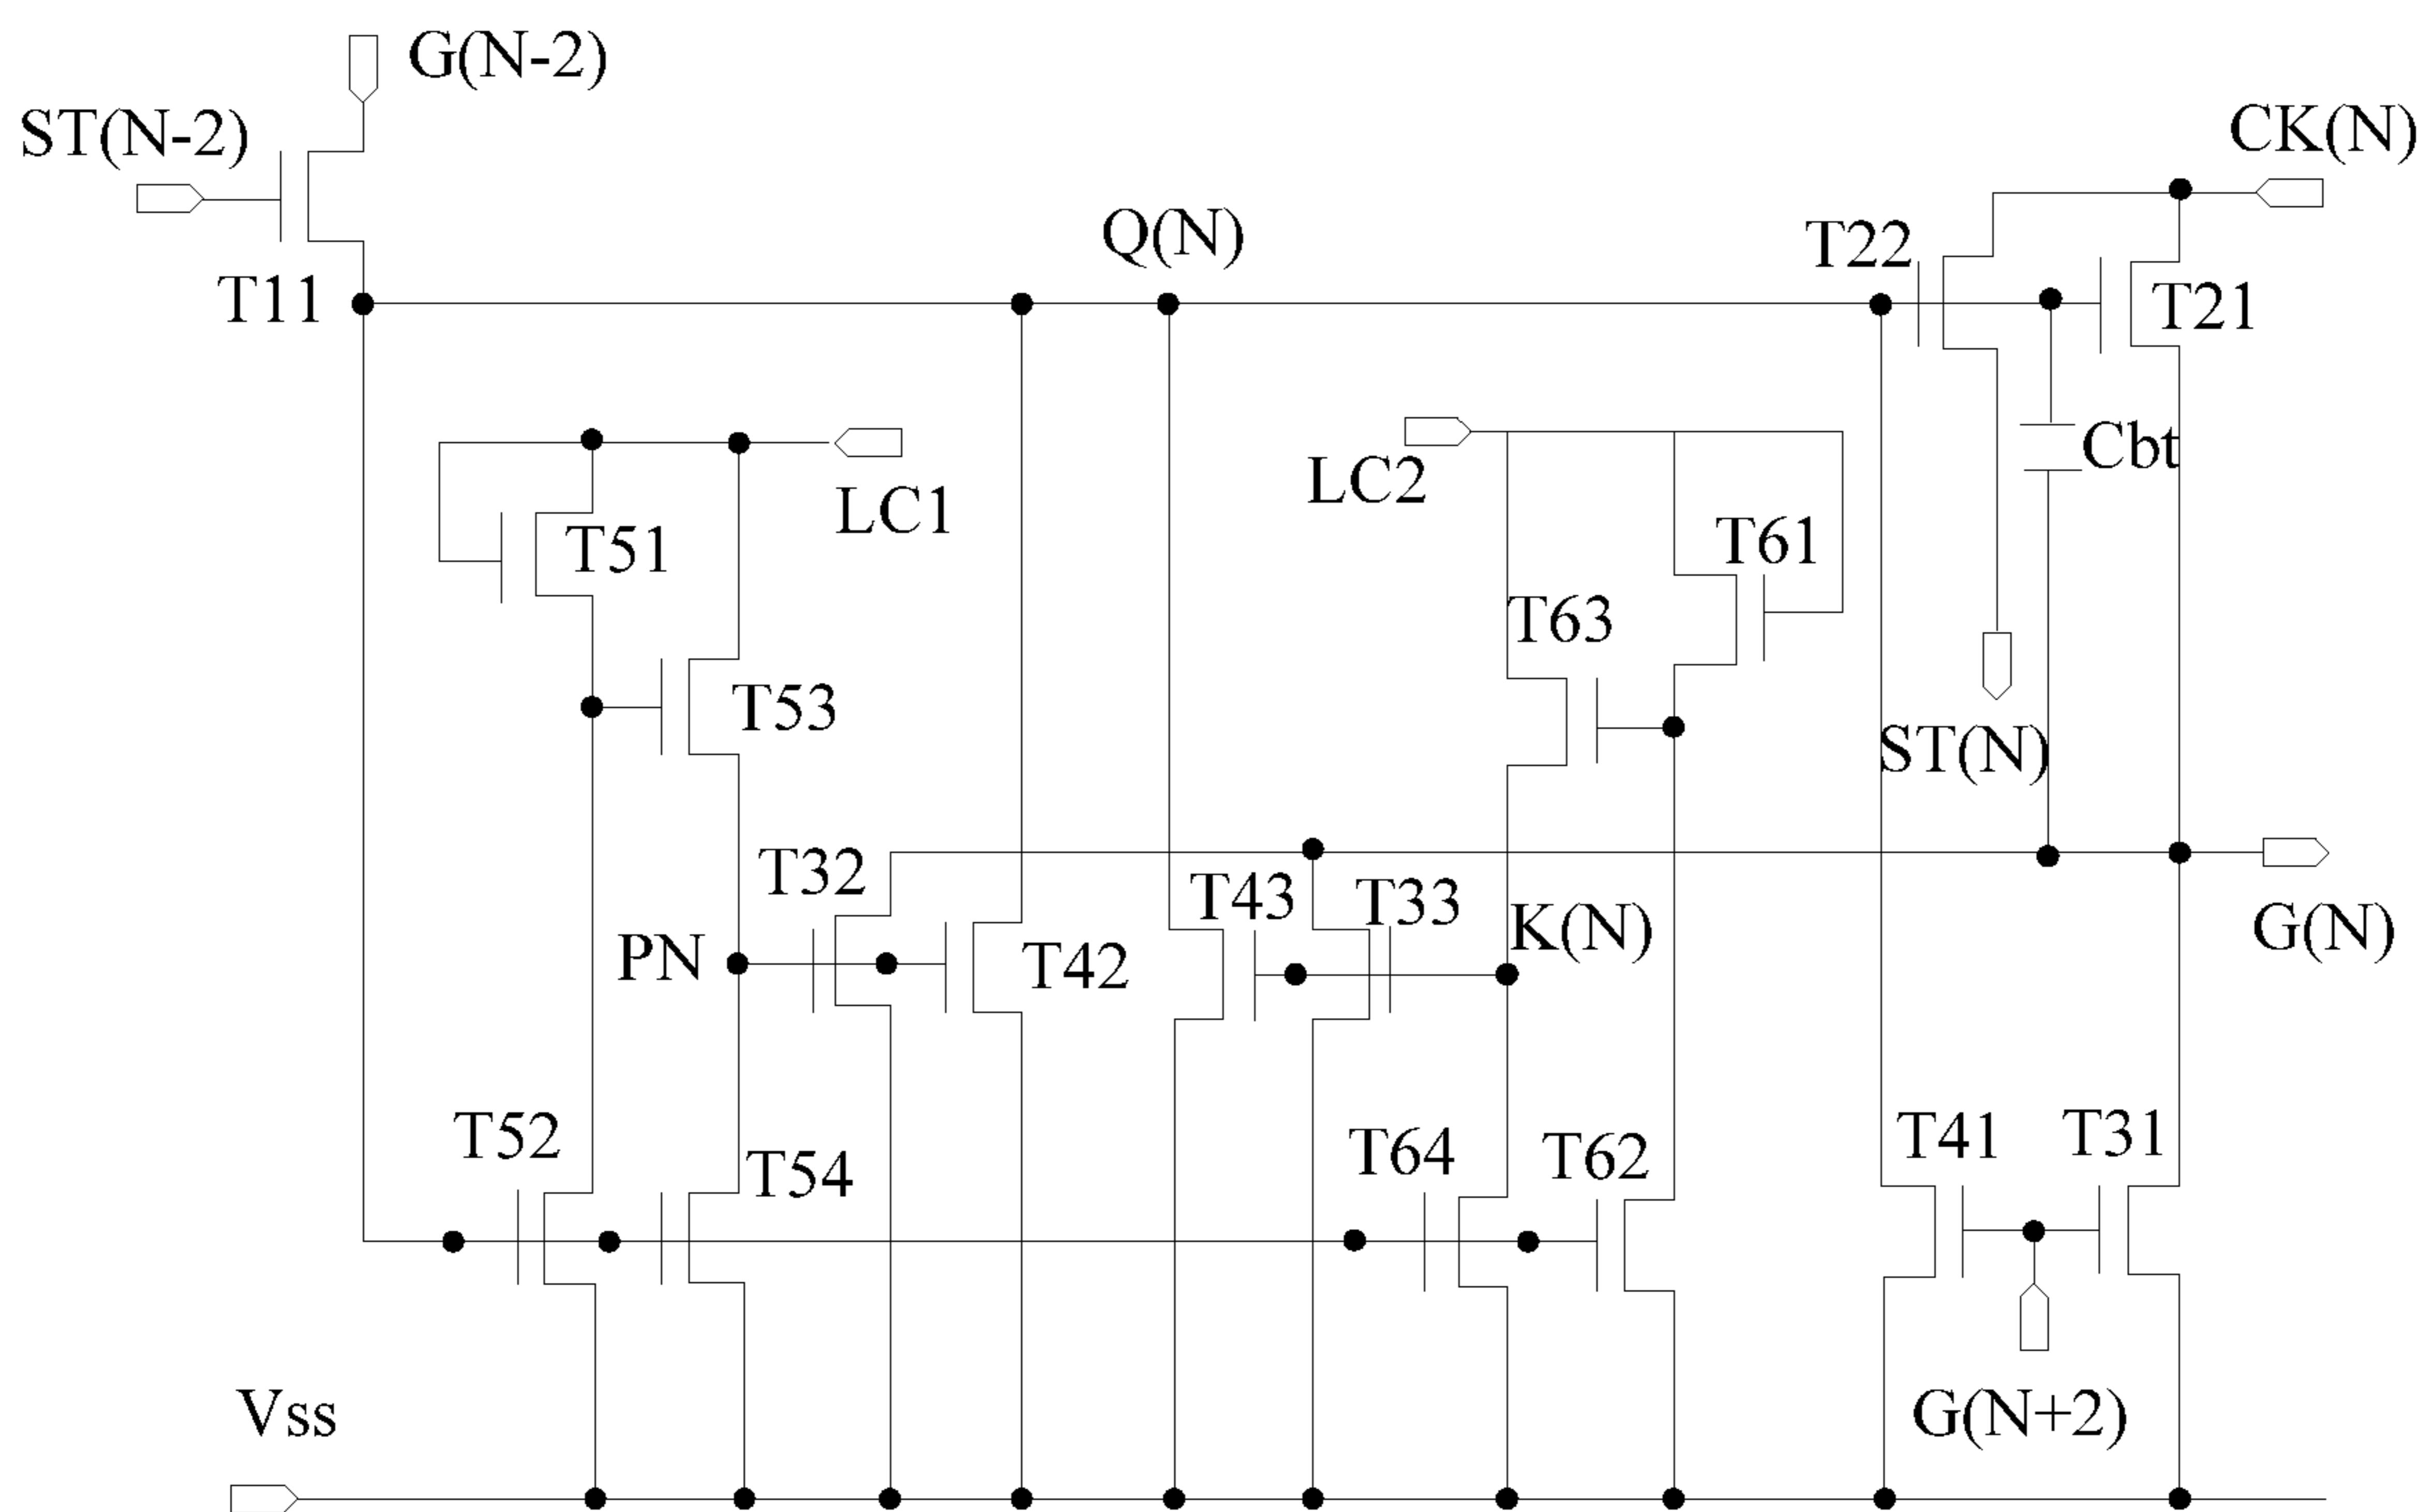 G(N-2)
ST(N-2)
CK(N)
Q(N)
T22
T11
T21
Cbt
LC2
LC1
T61
T51
T63
T53
ST(N)
T32
T43
T33
K(N)
G(N)
PN
T42
T52
T41
T31
T64
T62
T54
Vss
G(N+2)